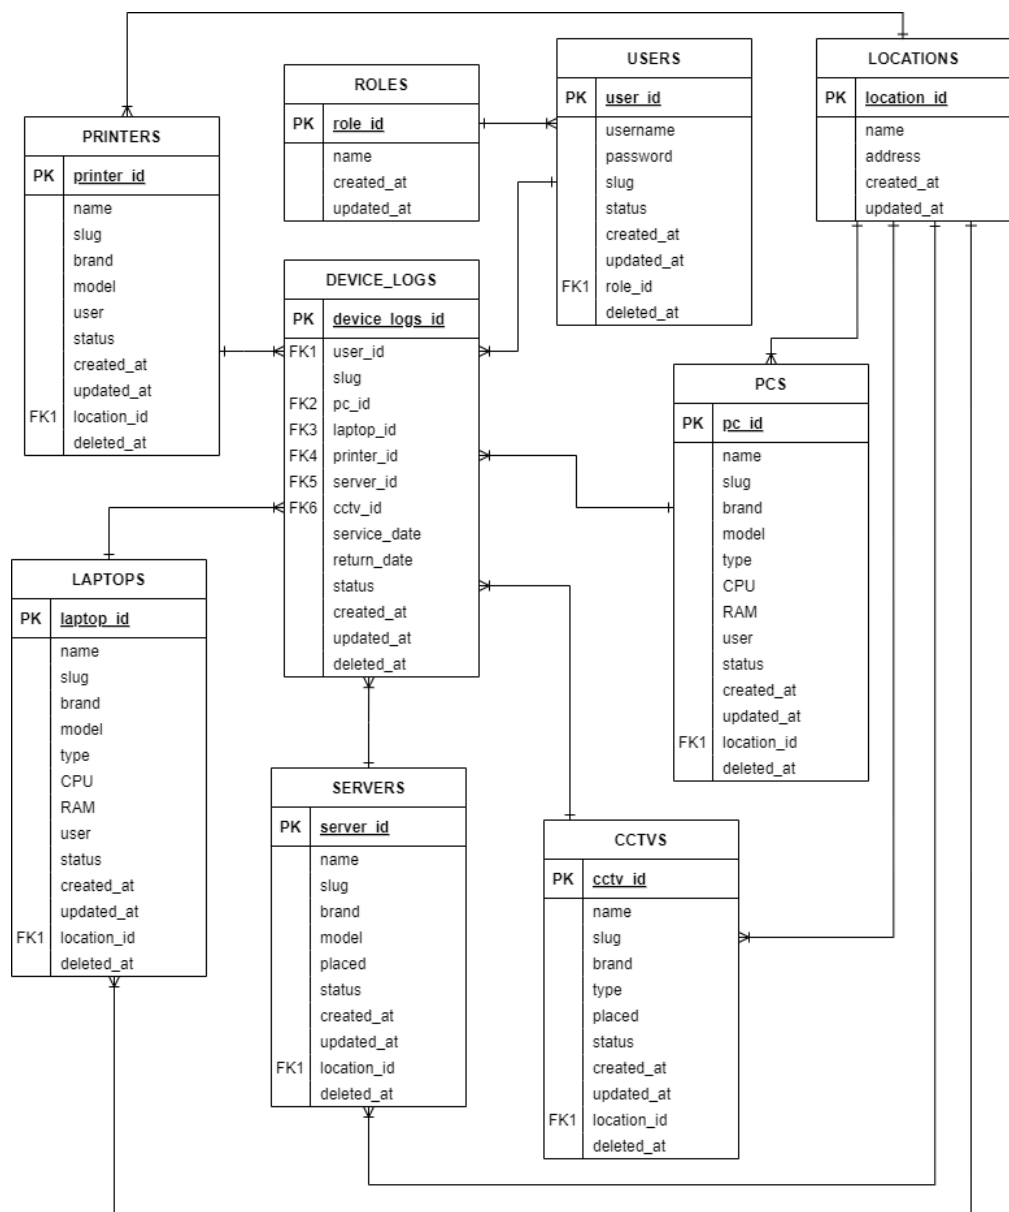 USERS
PK user_id
username
password
slug
status
created_at
updated_at
FK1 role_id
deleted_at
LOCATIONS
PK location_id
name
address
created_at
updated_at
ROLES
PK role_id
name
created_at
updated_at
PRINTERS
PK printer_id
name
slug
brand
model
user
status
created_at
updated_at
FK1 location_id
deleted_at
DEVICE_LOGS
PK device_logs_id
FK1 user_id
slug
FK2 pc_id
FK3 laptop_id
FK4 printer_id
FK5 server_id
FK6 cctv_id
service_date
return_date
status
created_at
updated_at
deleted_at
PCS
PK pc_id
name
slug
brand
model
type
CPU
RAM
user
status
created_at
updated_at
FK1 location_id
deleted_at
LAPTOPS
PK laptop_id
name
slug
brand
model
type
CPU
RAM
user
status
created_at
updated_at
FK1 location_id
deleted_at
SERVERS
PK server_id
name
slug
brand
model
placed
status
created_at
updated_at
FK1 location_id
deleted_at
CCTVS
PK cctv_id
name
slug
brand
type
placed
status
created_at
updated_at
FK1 location_id
deleted_at